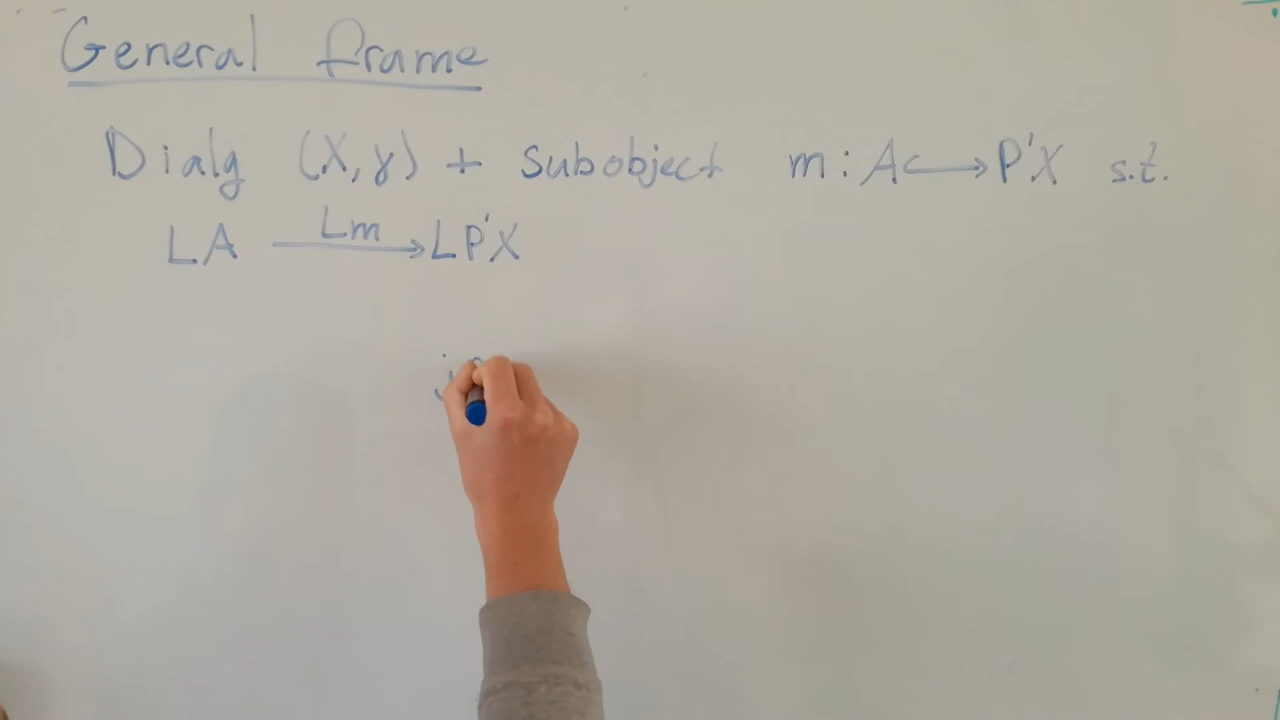 General frame
Dialg (X, γ) + Subobject m : A ↪ P'X s.t.
LA —Lm→ LP'X
j